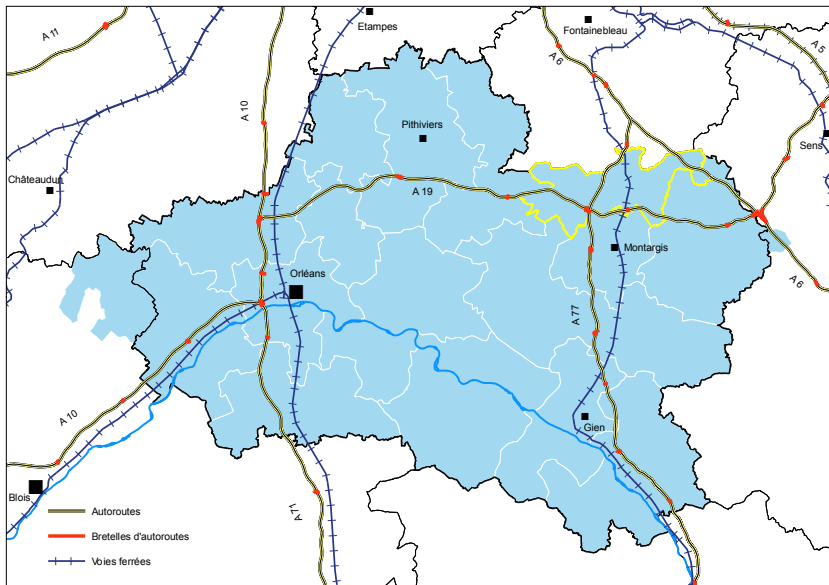 Etampes
Fontainebleau
A 11
A 5
A 6
A 10
Pithiviers
Sens
Châteaudun
A 19
Montargis
Orléans
A 6
A 77
A 10
Gien
Blois
A 71
Autoroutes
Bretelles d'autoroutes
Voies ferrées